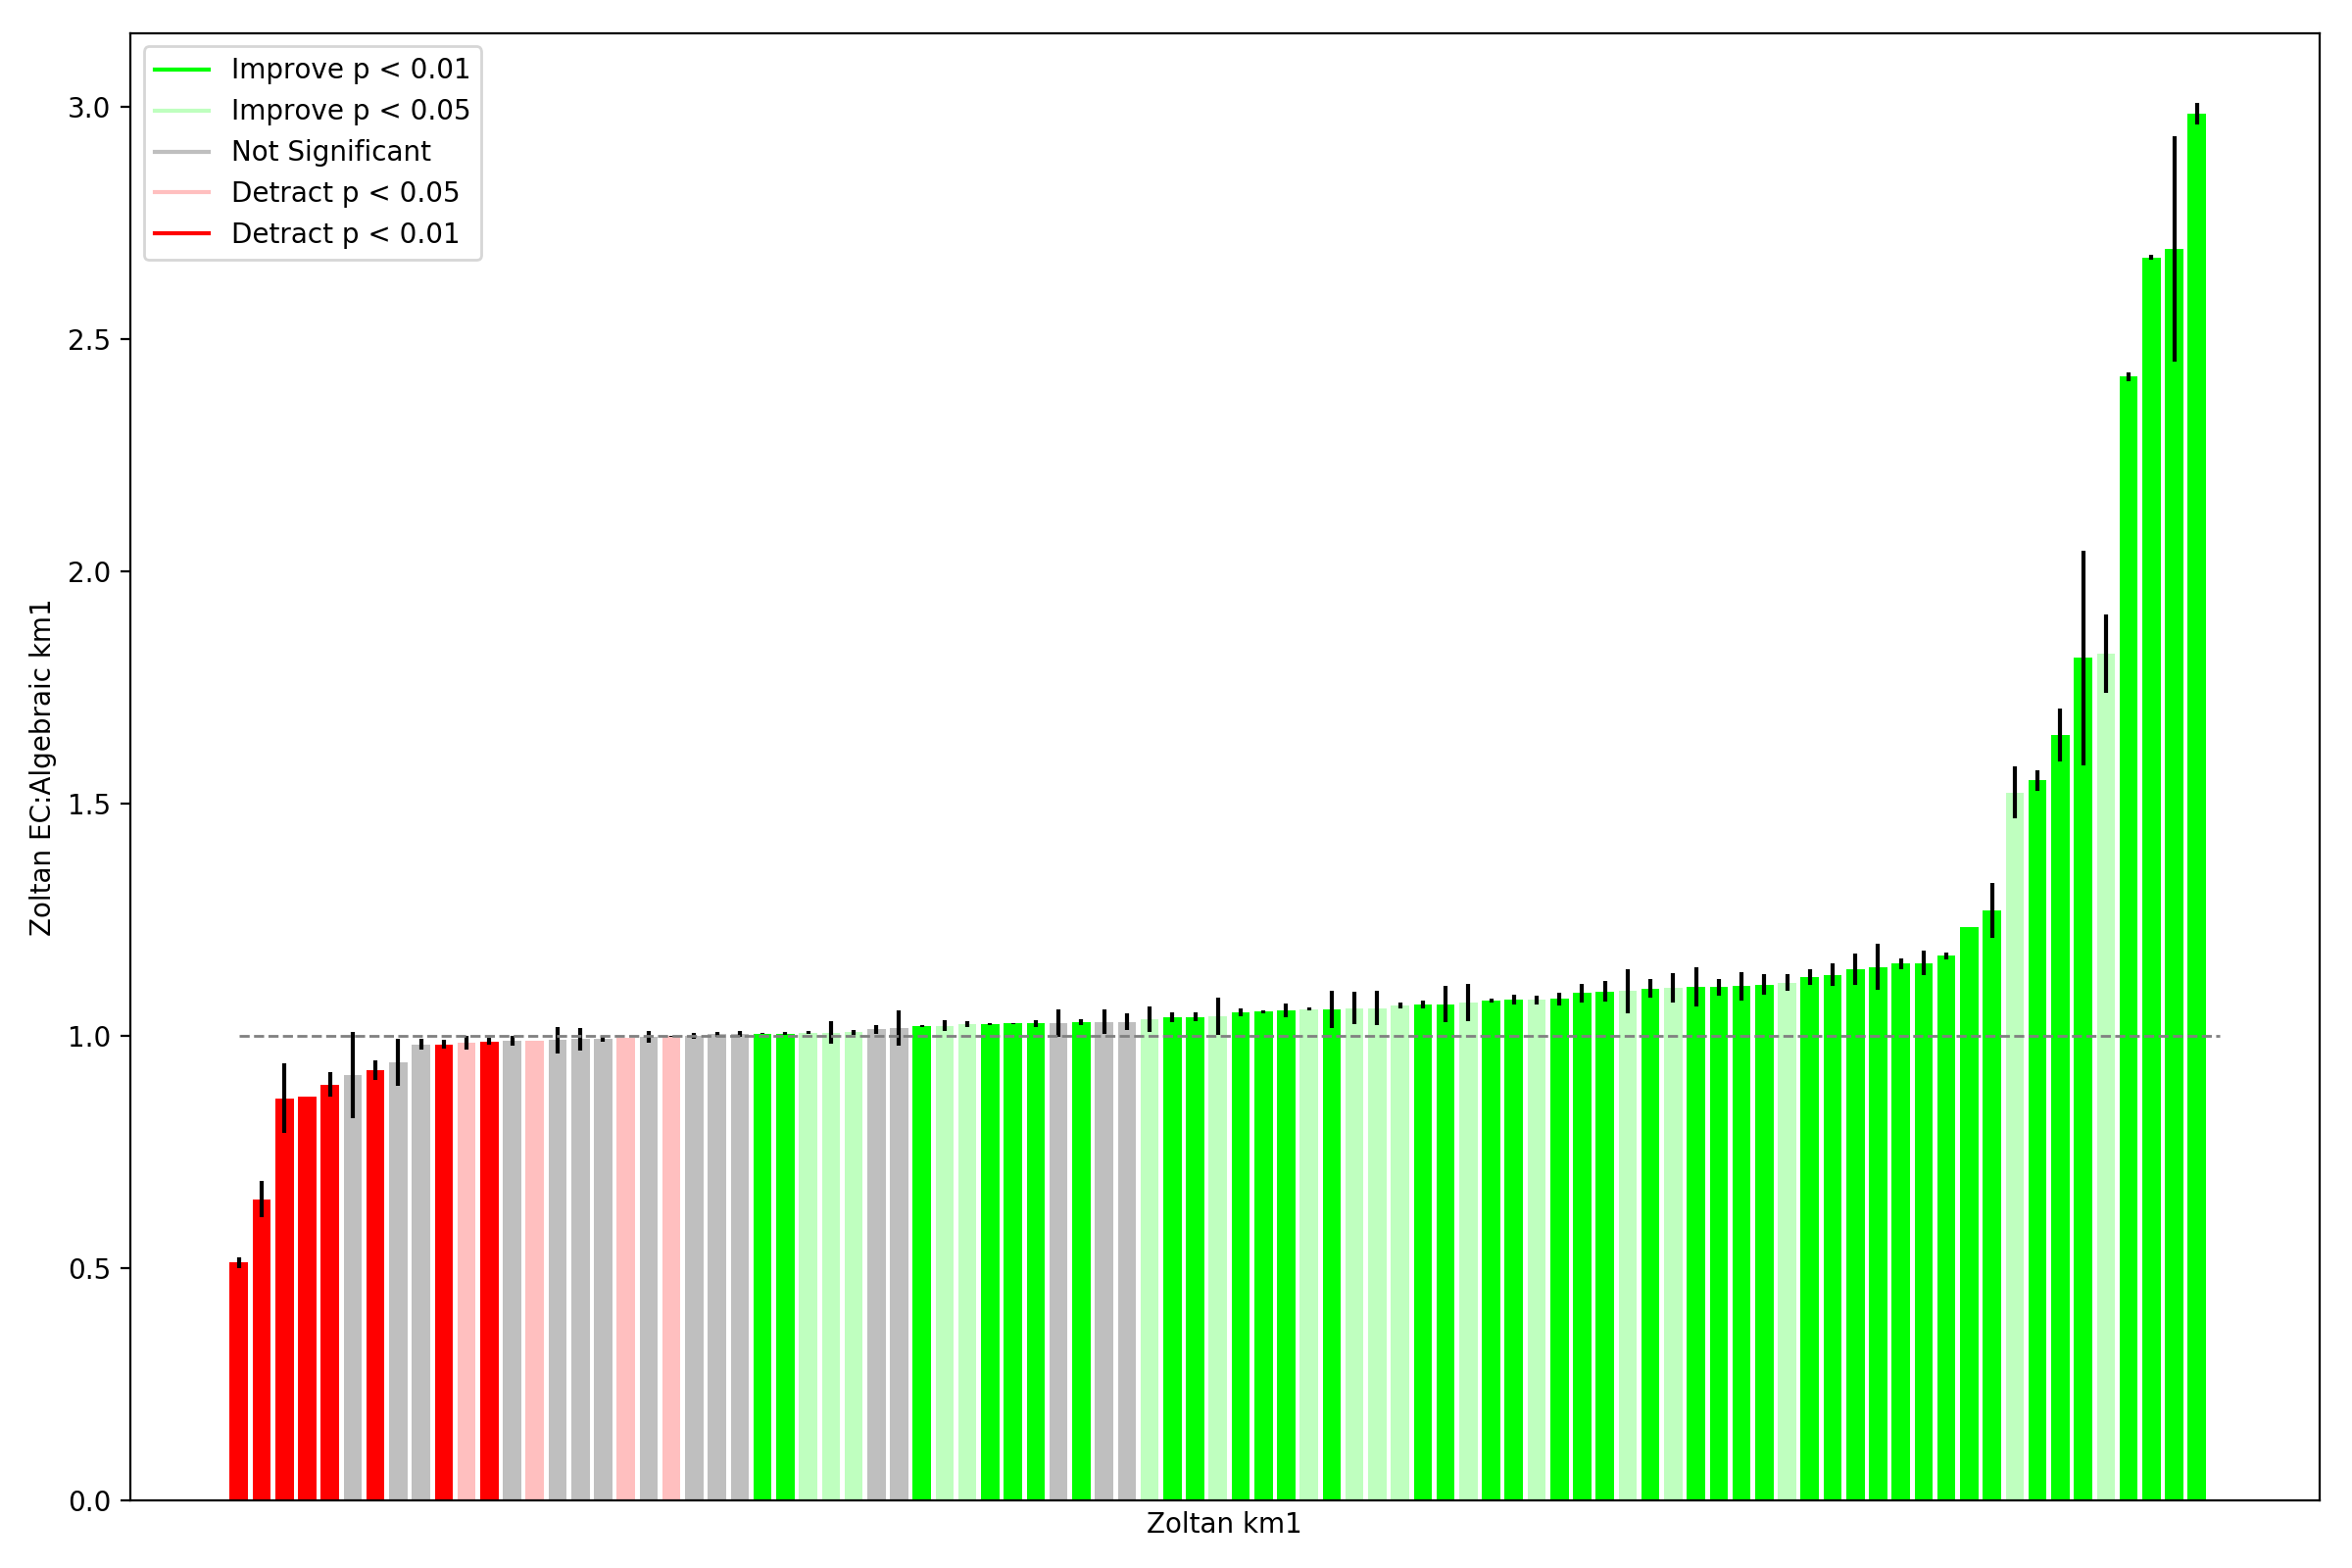 Improve p < 0.01
Improve p < 0.05
Not Significant
Detract p < 0.05
Detract p < 0.01
3.0
2.5
2.0
1.5
1.0
0.5
0.0
Zoltan EC:Algebraic km1
Zoltan km1